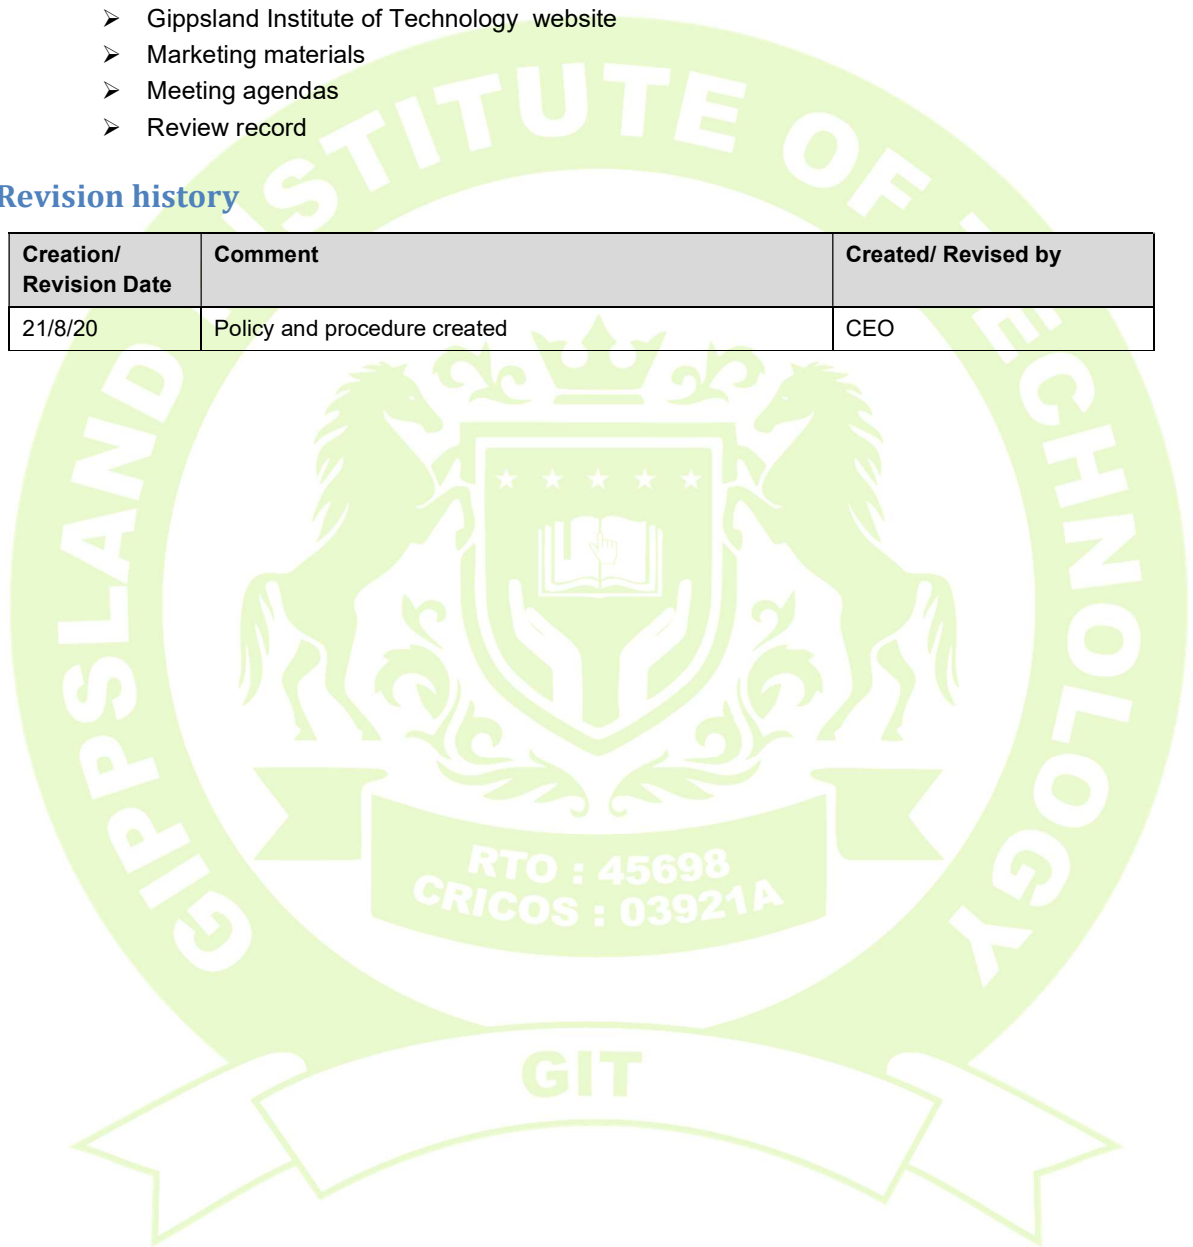 ➢ Gippsland Institute of Technology  website
➢ Marketing materials
➢ Meeting agendas
➢ Review record
Revision history
Creation/ Revision Date | Comment | Created/ Revised by
21/8/20 | Policy and procedure created | CEO
GIPPSLAND INSTITUTE OF TECHNOLOGY
RTO : 45698
CRICOS : 03921A
GIT